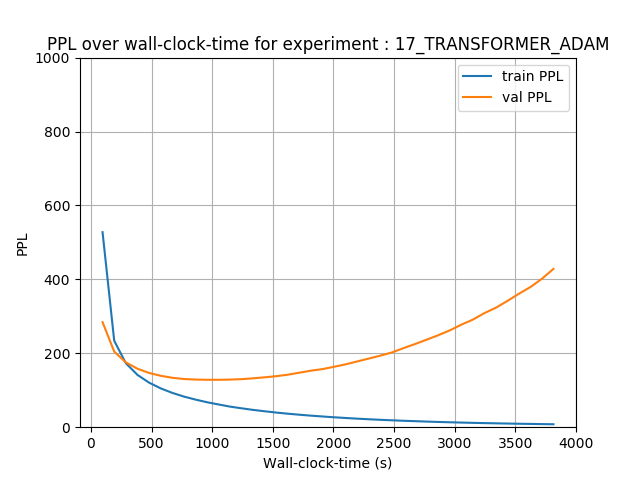 PPL over wall-clock-time for experiment : 17_TRANSFORMER_ADAM
1000
800
600
400
200
0
PPL
train PPL
val PPL
0 500 1000 1500 2000 2500 3000 3500 4000
Wall-clock-time (s)